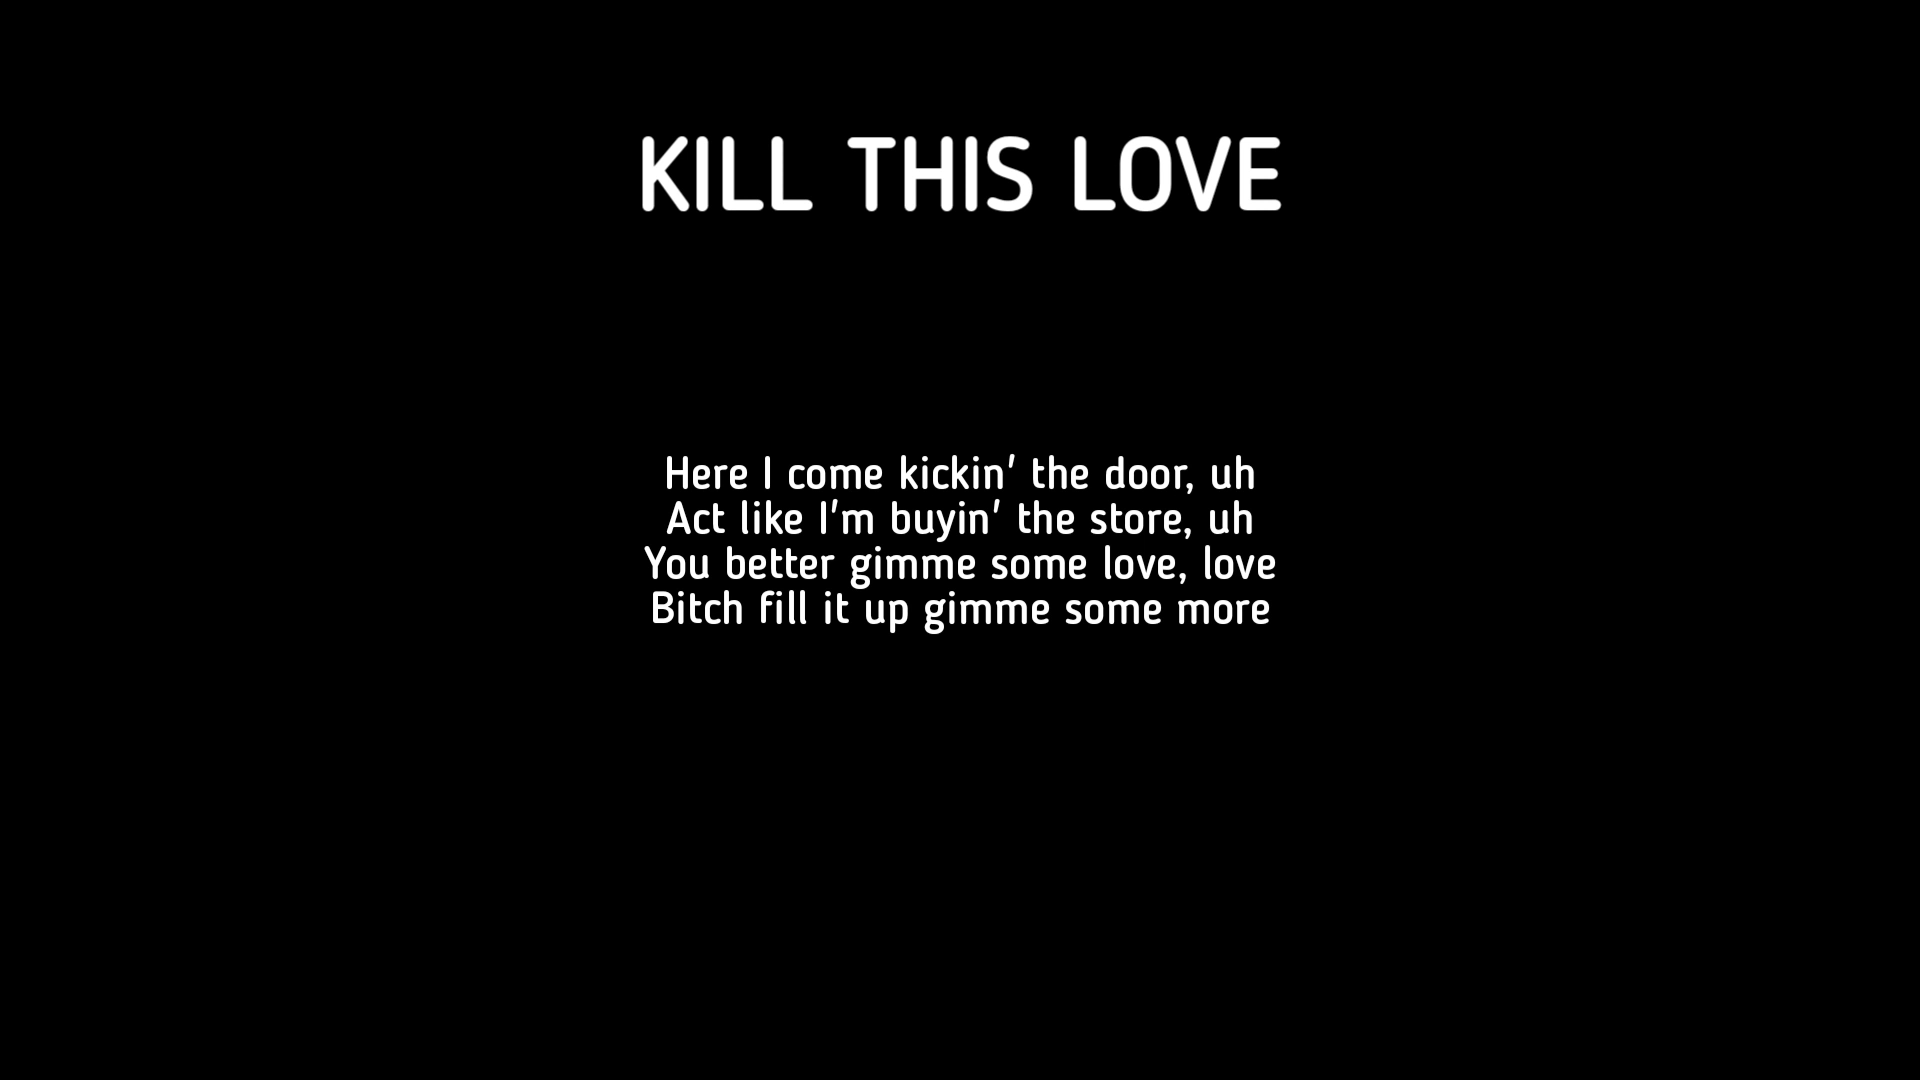 KILL THIS LOVE
Here I come kickin' the door, uh
Act like I'm buyin' the store, uh
You better gimme some love, love
Bitch fill it up gimme some more